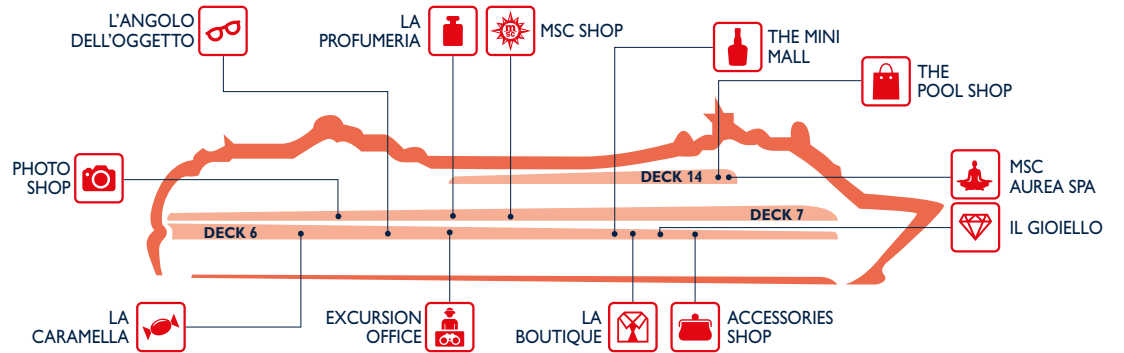 L'ANGOLO
DELL'OGGETTO
LA
PROFUMERIA
msc
MSC SHOP
THE MINI
MALL
THE
POOL SHOP
PHOTO
SHOP
DECK 14
MSC
AUREA SPA
DECK 7
DECK 6
IL GIOIELLO
LA
CARAMELLA
EXCURSION
OFFICE
LA
BOUTIQUE
ACCESSORIES
SHOP